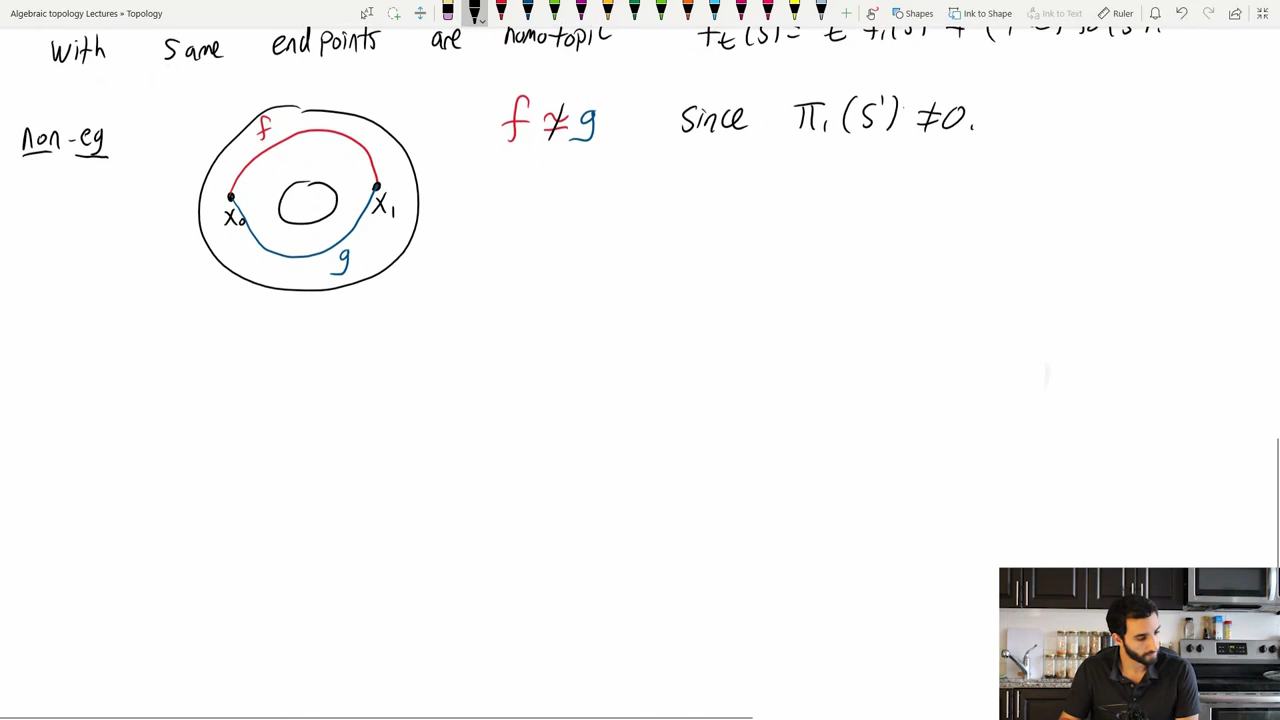 Algebraic topology Lectures » Topology
Shapes Ink to Shape Ink to Text Ruler
with same end points are homotopic
non-eg
f
x₀
x₁
g
f ≄ g since π₁(S¹) ≠ 0.